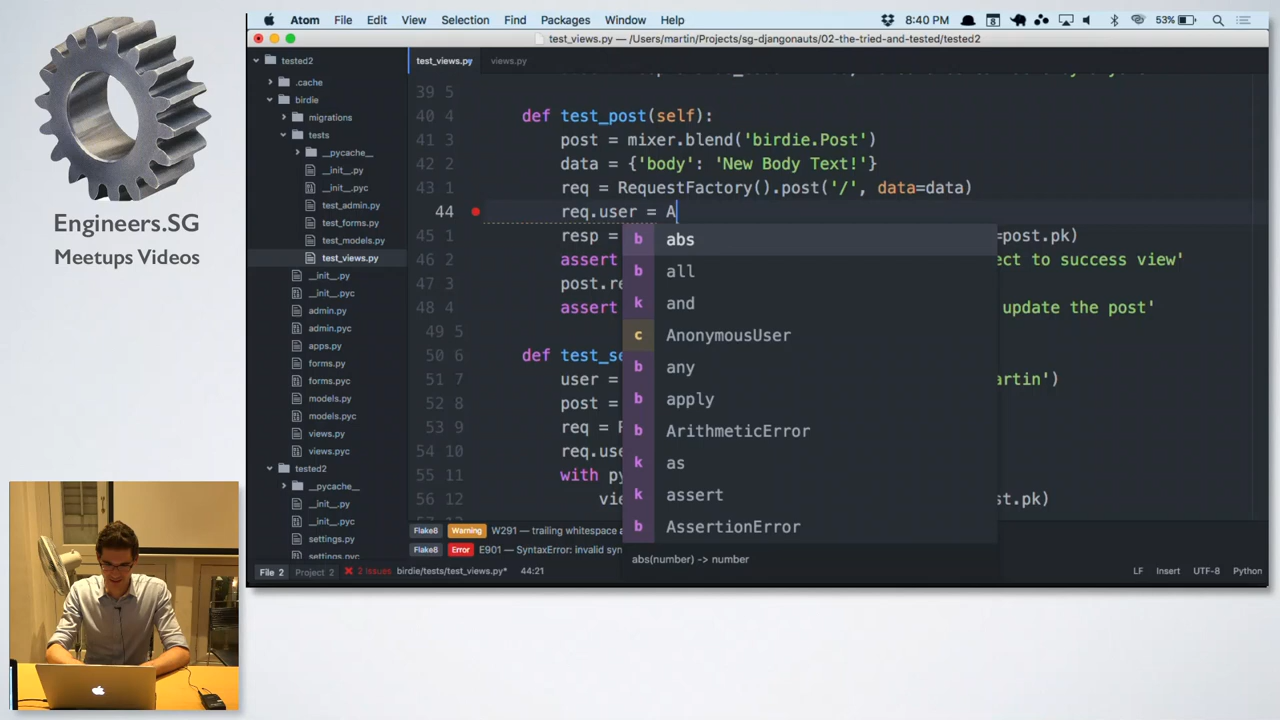 Engineers.SG
Meetups Videos
Atom File Edit View Selection Find Packages Window Help 8 8:40 PM 53%
test_views.py — /Users/martin/Projects/sg-djangonauts/02-the-tried-and-tested/tested2
tested2
.cache
birdie
migrations
tests
__pycache__
__init__.py
__init__.pyc
test_admin.py
test_forms.py
test_models.py
test_views.py
__init__.py
__init__.pyc
admin.py
admin.pyc
apps.py
forms.py
forms.pyc
models.py
models.pyc
views.py
views.pyc
tested2
__pycache__
__init__.py
__init__.pyc
settings.py
settings.pyc
test_views.py views.py
39 5
40 4 def test_post(self):
41 3 post = mixer.blend('birdie.Post')
42 2 data = {'body': 'New Body Text!'}
43 1 req = RequestFactory().post('/', data=data)
44 req.user = A
45 1 resp = =post.pk)
46 2 assert ect to success view'
47 3 post.re
48 4 assert update the post'
49 5
50 6 def test_se
51 7 user = artin')
52 8 post =
53 9 req = F
54 10 req.use
55 11 with py
56 12 vie st.pk)
b abs
b all
k and
c AnonymousUser
b any
b apply
b ArithmeticError
k as
k assert
b AssertionError
abs(number) -> number
Flake8 Warning W291 — trailing whitespace a
Flake8 Error E901 — SyntaxError: invalid syn
File 2 Project 2 2 Issues birdie/tests/test_views.py* 44:21 LF Insert UTF-8 Python